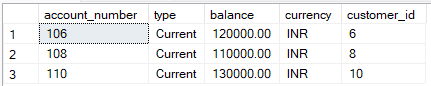 account_number type balance currency customer_id
1 106 Current 120000.00 INR 6
2 108 Current 110000.00 INR 8
3 110 Current 130000.00 INR 10